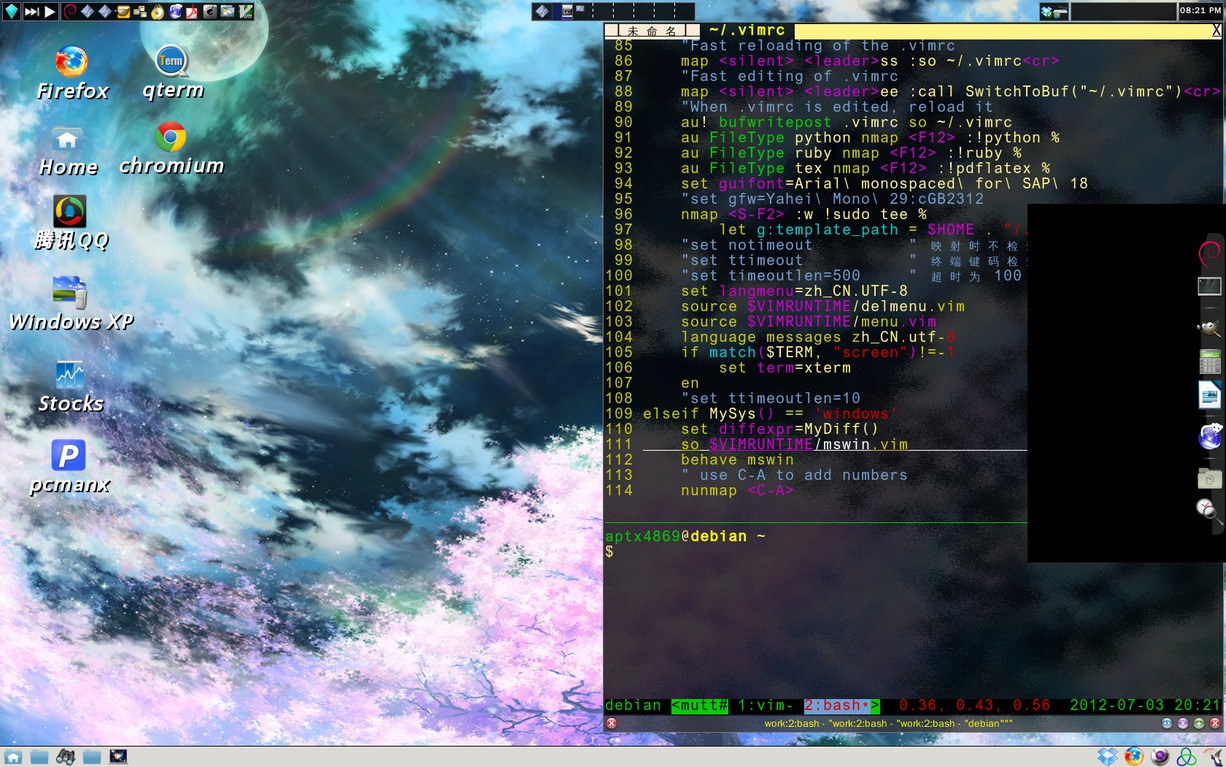 08:21 PM
Firefox
qterm
Home
chromium
腾讯QQ
Windows XP
Stocks
pcmanx
[未命名] ~/.vimrc X
85 "Fast reloading of the .vimrc
86 map <silent> <leader>ss :so ~/.vimrc<cr>
87 "Fast editing of .vimrc
88 map <silent> <leader>ee :call SwitchToBuf("~/.vimrc")<cr>
89 "When .vimrc is edited, reload it
90 au! bufwritepost .vimrc so ~/.vimrc
91 au FileType python nmap <F12> :!python %
92 au FileType ruby nmap <F12> :!ruby %
93 au FileType tex nmap <F12> :!pdflatex %
94 set guifont=Arial\ monospaced\ for\ SAP\ 18
95 "set gfw=Yahei\ Mono\ 29:cGB2312
96 nmap <S-F2> :w !sudo tee %
97 let g:template_path = $HOME . "/.
98 "set notimeout " 映射时不检
99 "set ttimeout " 终端键码检
100 "set timeoutlen=500 " 超时为 100
101 set langmenu=zh_CN.UTF-8
102 source $VIMRUNTIME/delmenu.vim
103 source $VIMRUNTIME/menu.vim
104 language messages zh_CN.utf-8
105 if match($TERM, "screen")!=-1
106 set term=xterm
107 en
108 "set ttimeoutlen=10
109 elseif MySys() == 'windows'
110 set diffexpr=MyDiff()
111 so $VIMRUNTIME/mswin.vim
112 behave mswin
113 " use C-A to add numbers
114 nunmap <C-A>
aptx4869@debian ~
$
debian <mutt# 1:vim- 2:bash*> 0.36, 0.43, 0.56 2012-07-03 20:21
work:2:bash - "work:2:bash - "work:2:bash - "debian"""